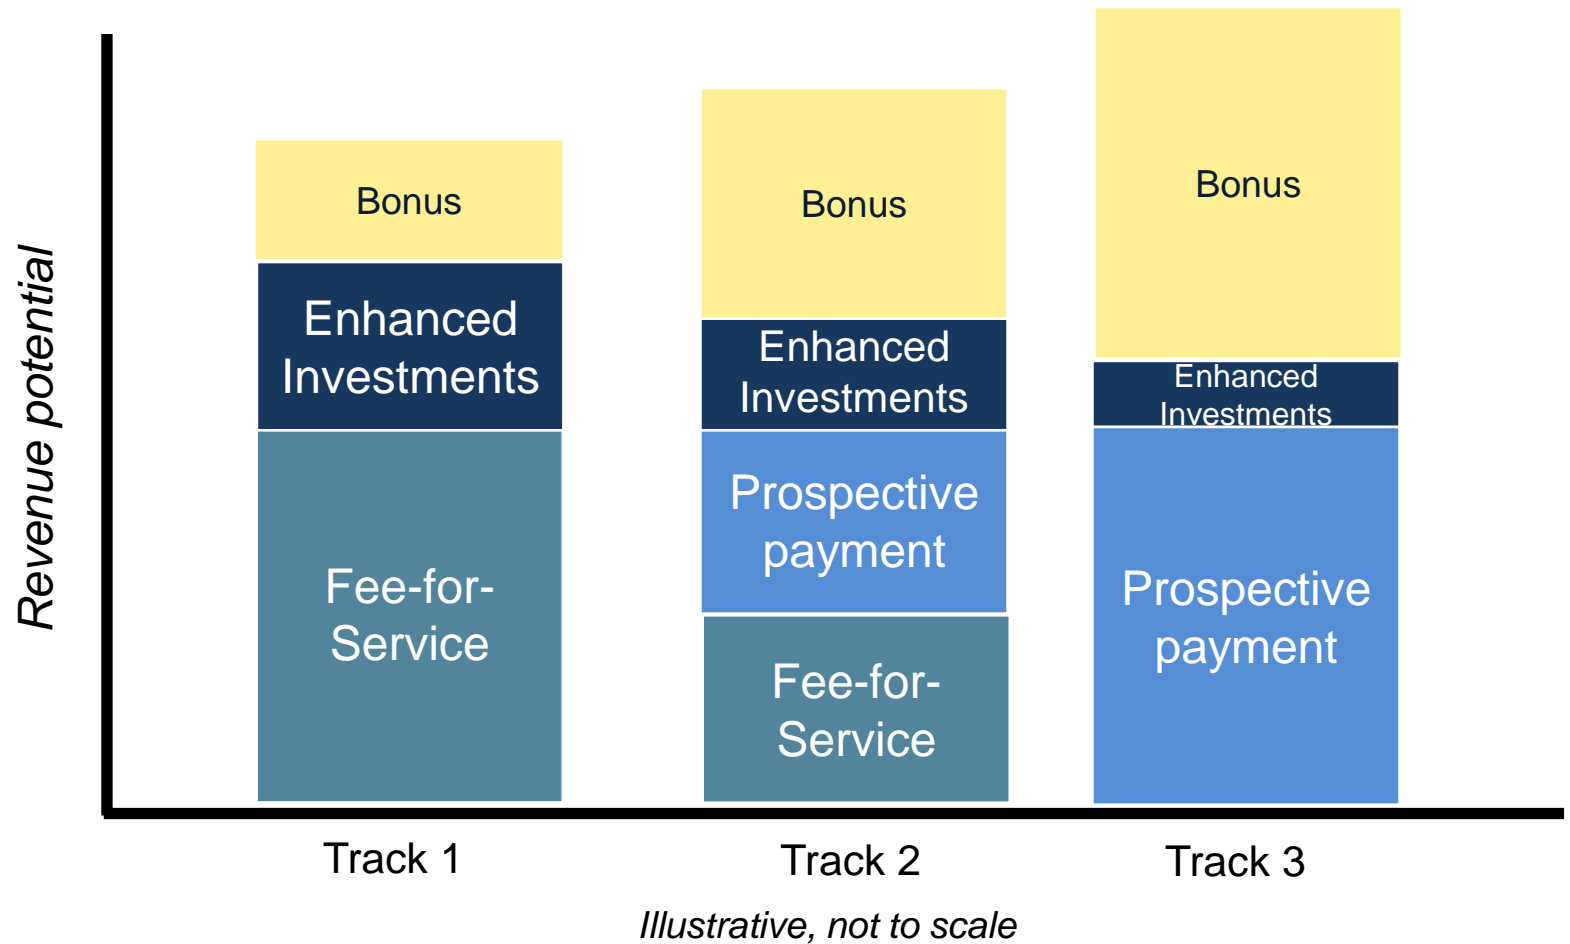 Revenue potential
Bonus
Enhanced
Investments
Fee-for-
Service
Track 1
Bonus
Enhanced
Investments
Prospective
payment
Fee-for-
Service
Track 2
Bonus
Enhanced
Investments
Prospective
payment
Track 3
Illustrative, not to scale